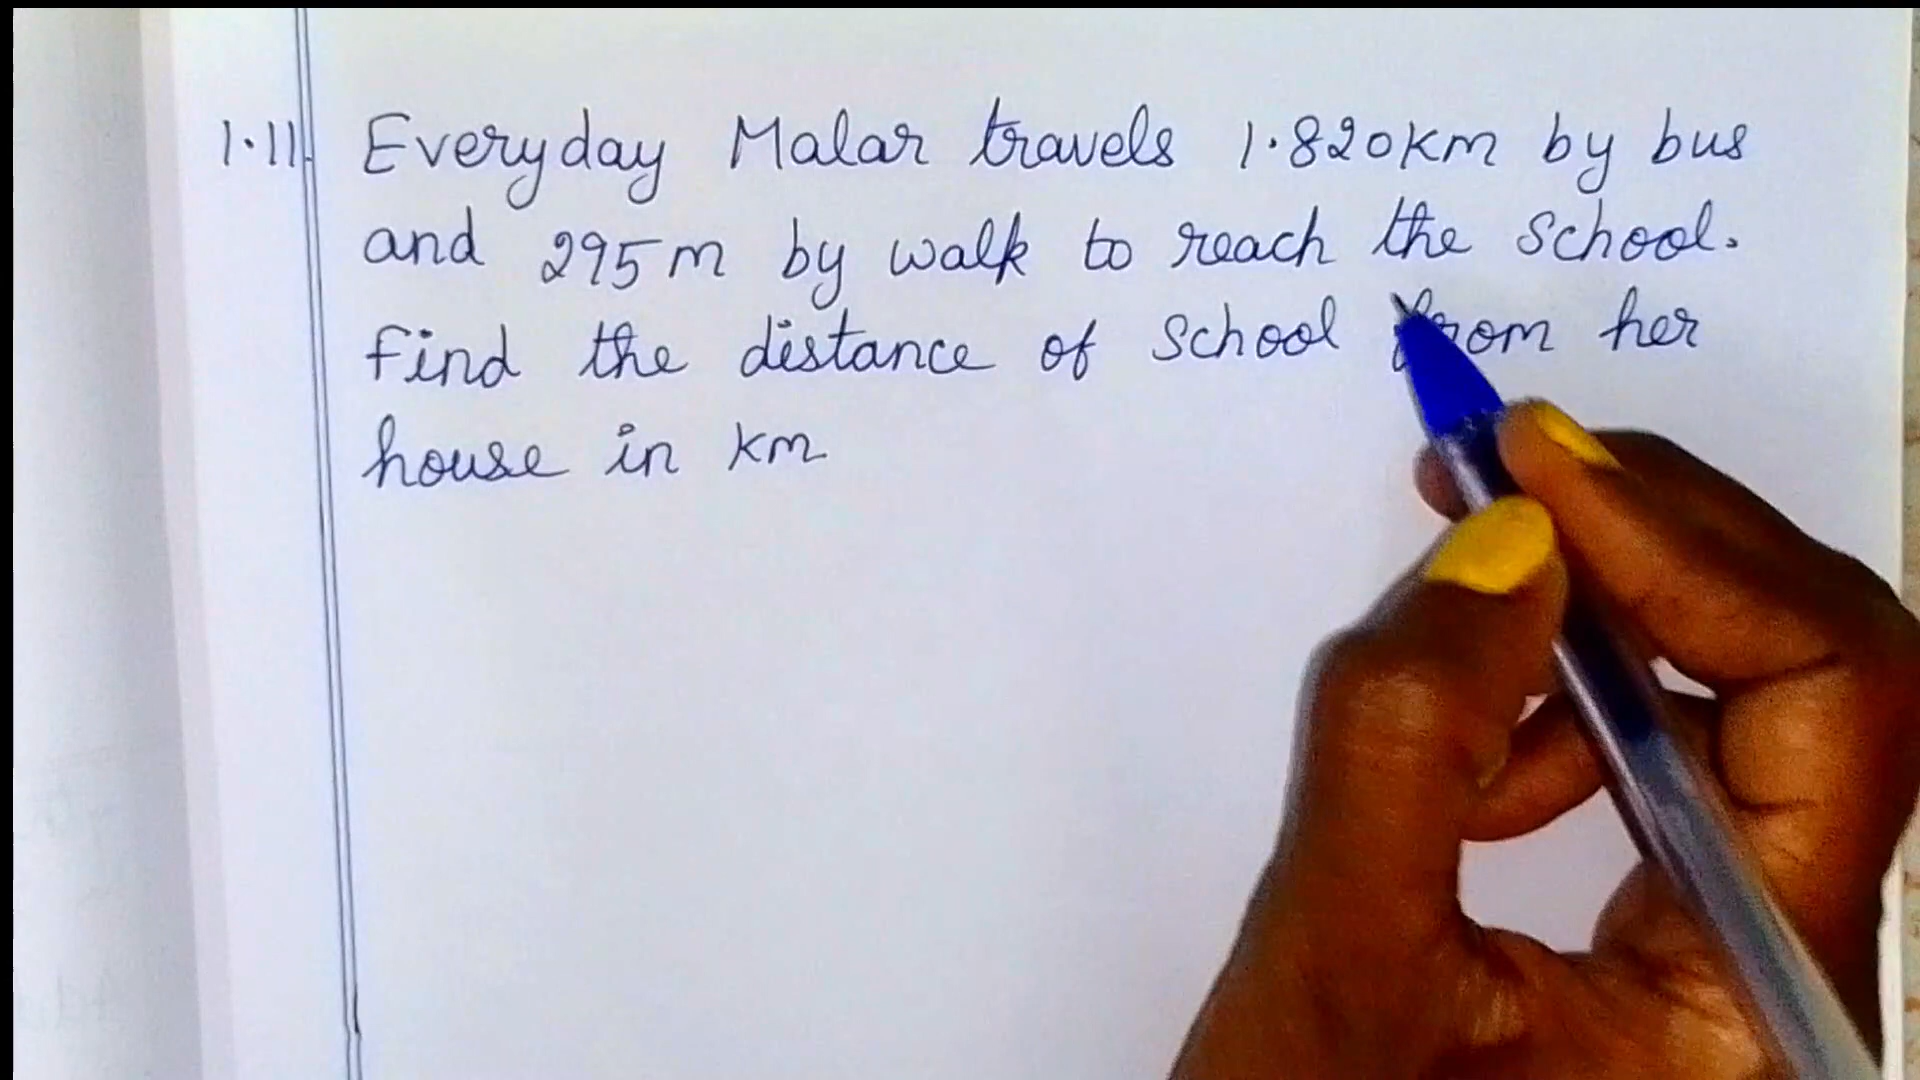 1.11. Everyday Malar travels 1.820km by bus
and 295m by walk to reach the school.
Find the distance of school from her
house in km